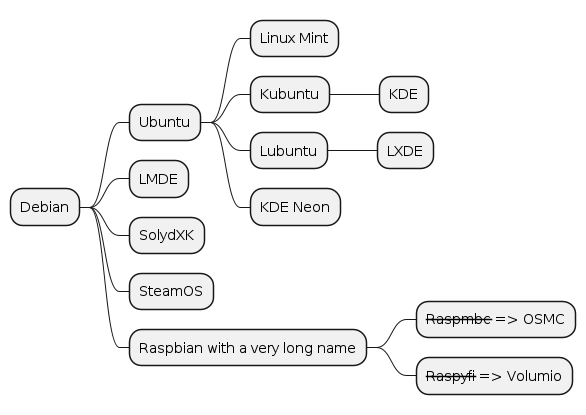 Debian
Ubuntu
Linux Mint
Kubuntu
KDE
Lubuntu
LXDE
KDE Neon
LMDE
SolydXK
SteamOS
Raspbian with a very long name
Raspmbc => OSMC
Raspyfi => Volumio